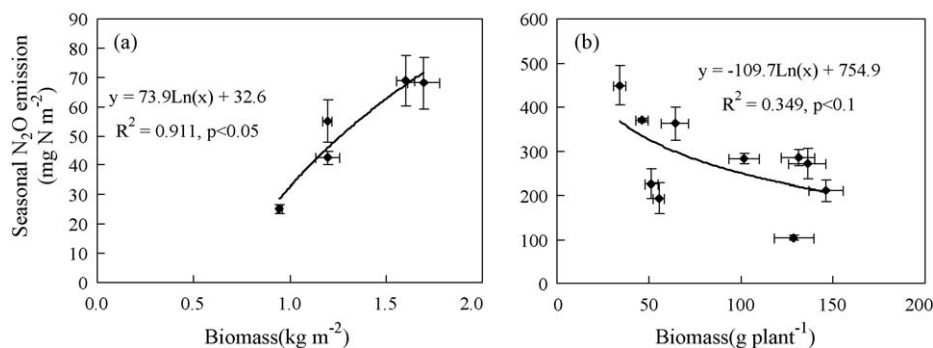 Seasonal N₂O emission
(mg N m⁻²)
(a)
y = 73.9Ln(x) + 32.6
R² = 0.911, p<0.05
90
80
70
60
50
40
30
20
10
0
0.0 1.0 1.5 2.0
Biomass(kg m⁻²)
(b)
y = -109.7Ln(x) + 754.9
R² = 0.349, p<0.1
600
500
400
300
200
100
0
0 50 100 150 200
Biomass(g plant⁻¹)